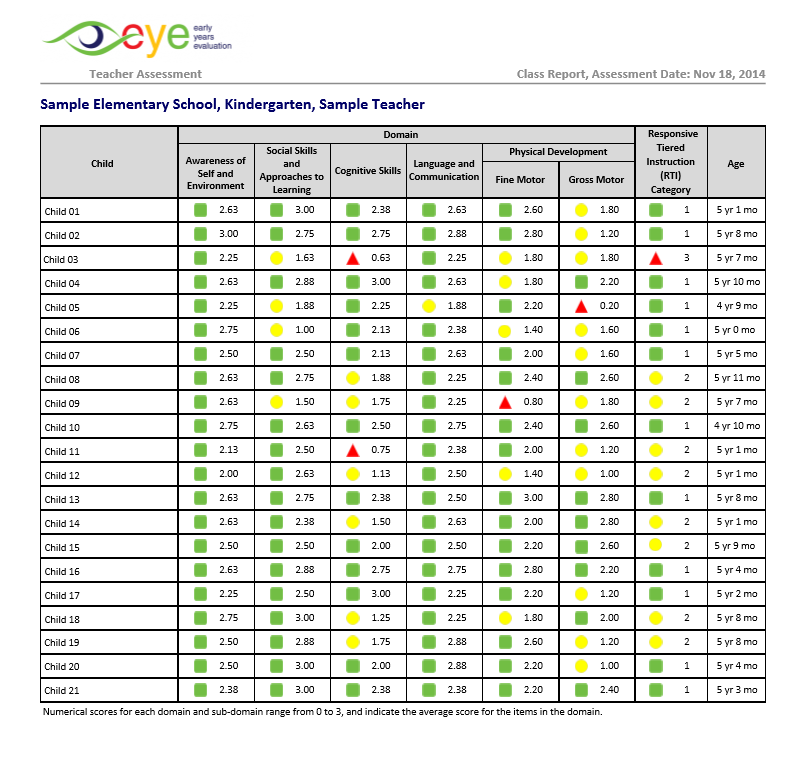 eye early
years
evaluation
Teacher Assessment Class Report, Assessment Date: Nov 18, 2014
Sample Elementary School, Kindergarten, Sample Teacher
Child
Domain
Awareness of
Self and
Environment
Social Skills
and
Approaches to
Learning
Cognitive Skills
Language and
Communication
Physical Development
Fine Motor
Gross Motor
Responsive
Tiered
Instruction
(RTI)
Category
Age
Child 01 2.63 3.00 2.38 2.63 2.60 1.80 1 5 yr 1 mo
Child 02 3.00 2.75 2.75 2.88 2.80 1.20 1 5 yr 8 mo
Child 03 2.25 1.63 0.63 2.25 1.80 1.80 3 5 yr 7 mo
Child 04 2.63 2.88 3.00 2.63 1.80 2.20 1 5 yr 10 mo
Child 05 2.25 1.88 2.25 1.88 2.20 0.20 1 4 yr 9 mo
Child 06 2.75 1.00 2.13 2.38 1.40 1.60 1 5 yr 0 mo
Child 07 2.50 2.50 2.13 2.63 2.00 1.60 1 5 yr 5 mo
Child 08 2.63 2.75 1.88 2.25 2.40 2.60 2 5 yr 11 mo
Child 09 2.63 1.50 1.75 2.25 0.80 1.80 2 5 yr 7 mo
Child 10 2.75 2.63 2.50 2.75 2.40 2.60 1 4 yr 10 mo
Child 11 2.13 2.50 0.75 2.38 2.00 1.20 2 5 yr 1 mo
Child 12 2.00 2.63 1.13 2.50 1.40 1.00 2 5 yr 1 mo
Child 13 2.63 2.75 2.38 2.50 3.00 2.80 1 5 yr 8 mo
Child 14 2.63 2.38 1.50 2.63 2.00 2.80 2 5 yr 1 mo
Child 15 2.50 2.50 2.00 2.50 2.20 2.60 2 5 yr 9 mo
Child 16 2.63 2.88 2.75 2.75 2.80 2.20 1 5 yr 4 mo
Child 17 2.25 2.50 3.00 2.25 2.20 1.20 1 5 yr 2 mo
Child 18 2.75 3.00 1.25 2.25 1.80 2.00 2 5 yr 8 mo
Child 19 2.50 2.88 1.75 2.88 2.60 1.20 2 5 yr 8 mo
Child 20 2.50 3.00 2.00 2.88 2.20 1.00 1 5 yr 4 mo
Child 21 2.38 3.00 2.38 2.38 2.20 2.40 1 5 yr 3 mo
Numerical scores for each domain and sub-domain range from 0 to 3, and indicate the average score for the items in the domain.